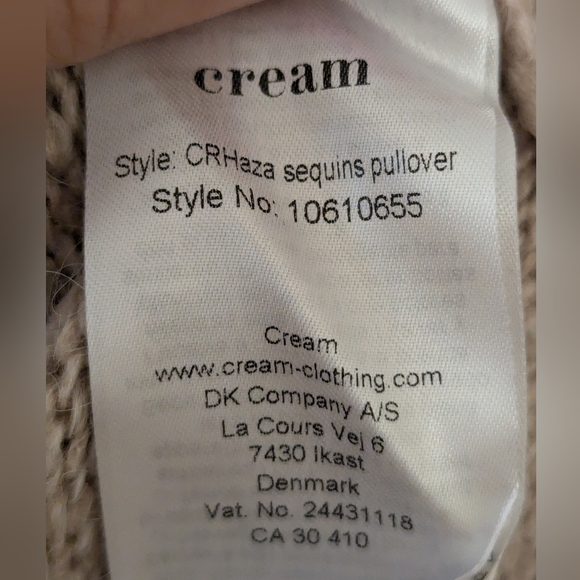 cream
Style: CRHaza sequins pullover
Style No: 10610655
Cream
www.cream-clothing.com
DK Company A/S
La Cours Vej 6
7430 Ikast
Denmark
Vat. No. 24431118
CA 30 410